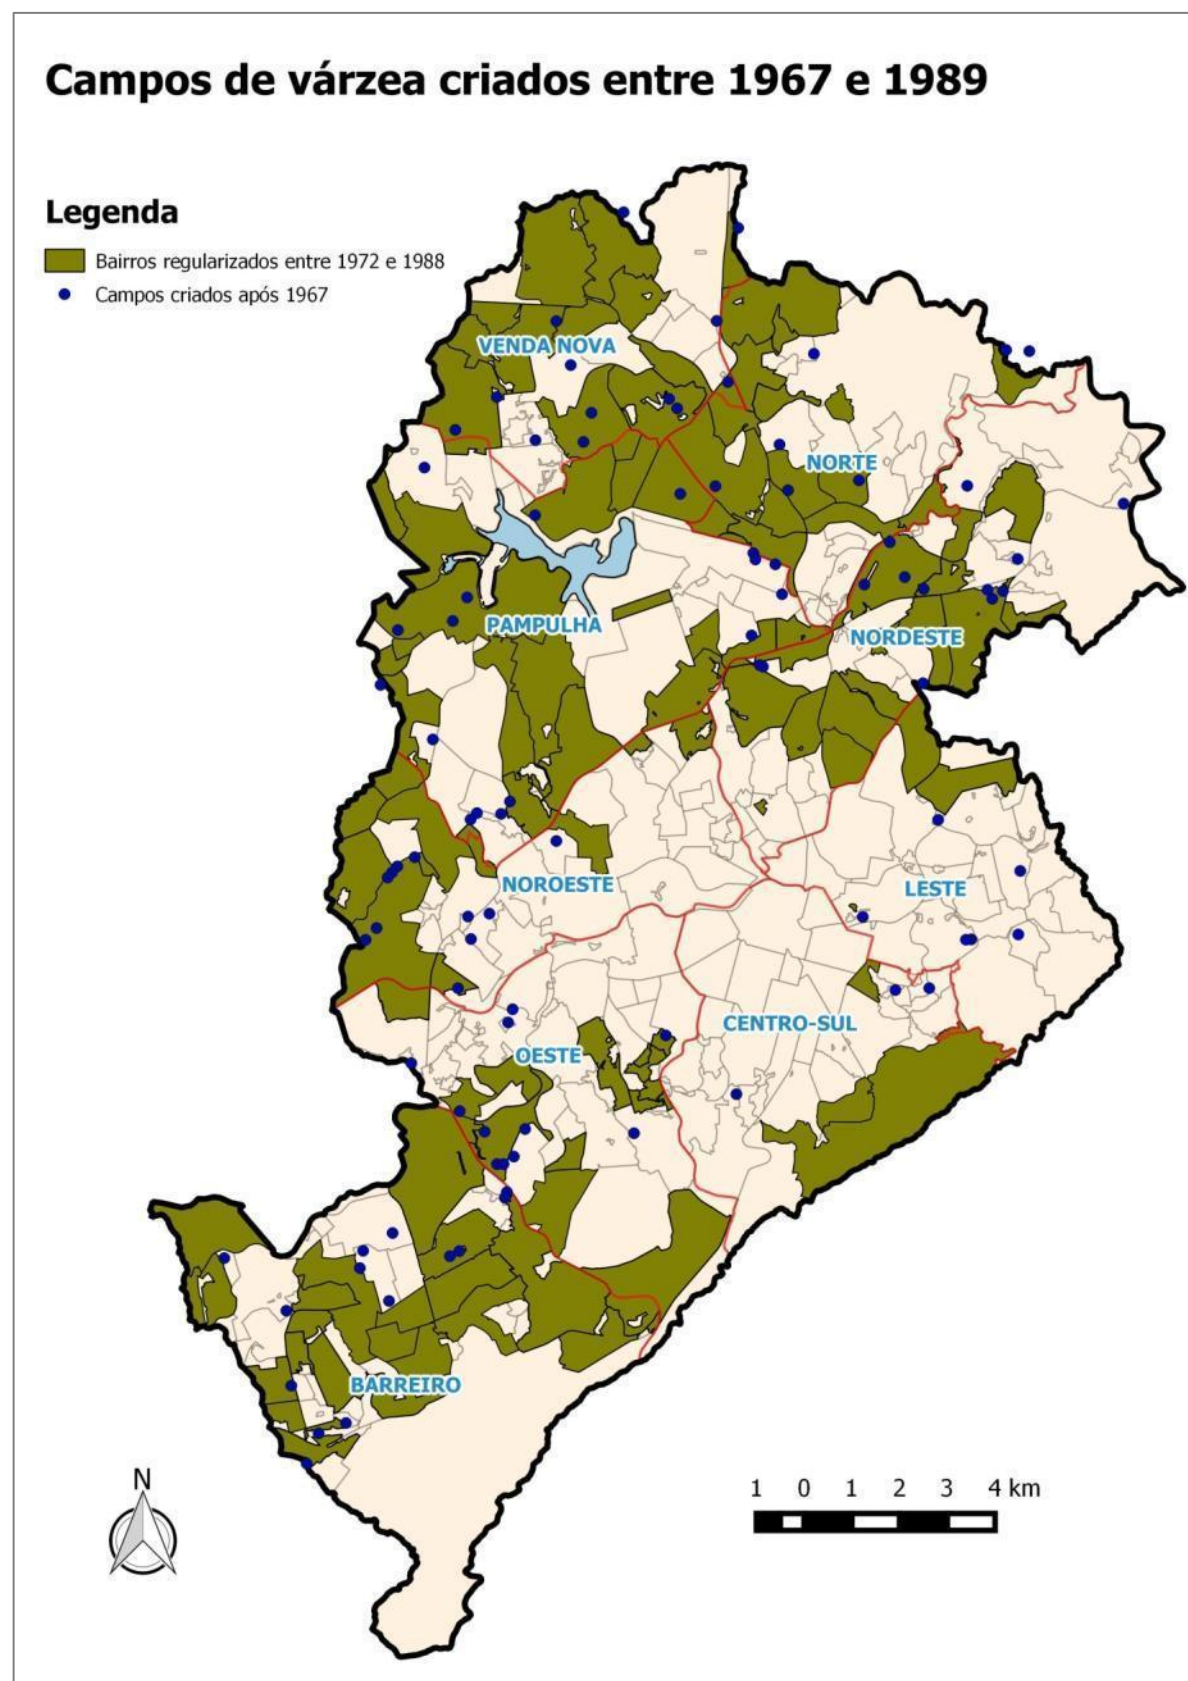 Campos de várzea criados entre 1967 e 1989
Legenda
Bairros regularizados entre 1972 e 1988
Campos criados após 1967
VENDA NOVA
NORTE
PAMPULHA
NORDESTE
NOROESTE
LESTE
CENTRO-SUL
OESTE
BARREIRO
N
1 0 1 2 3 4 km